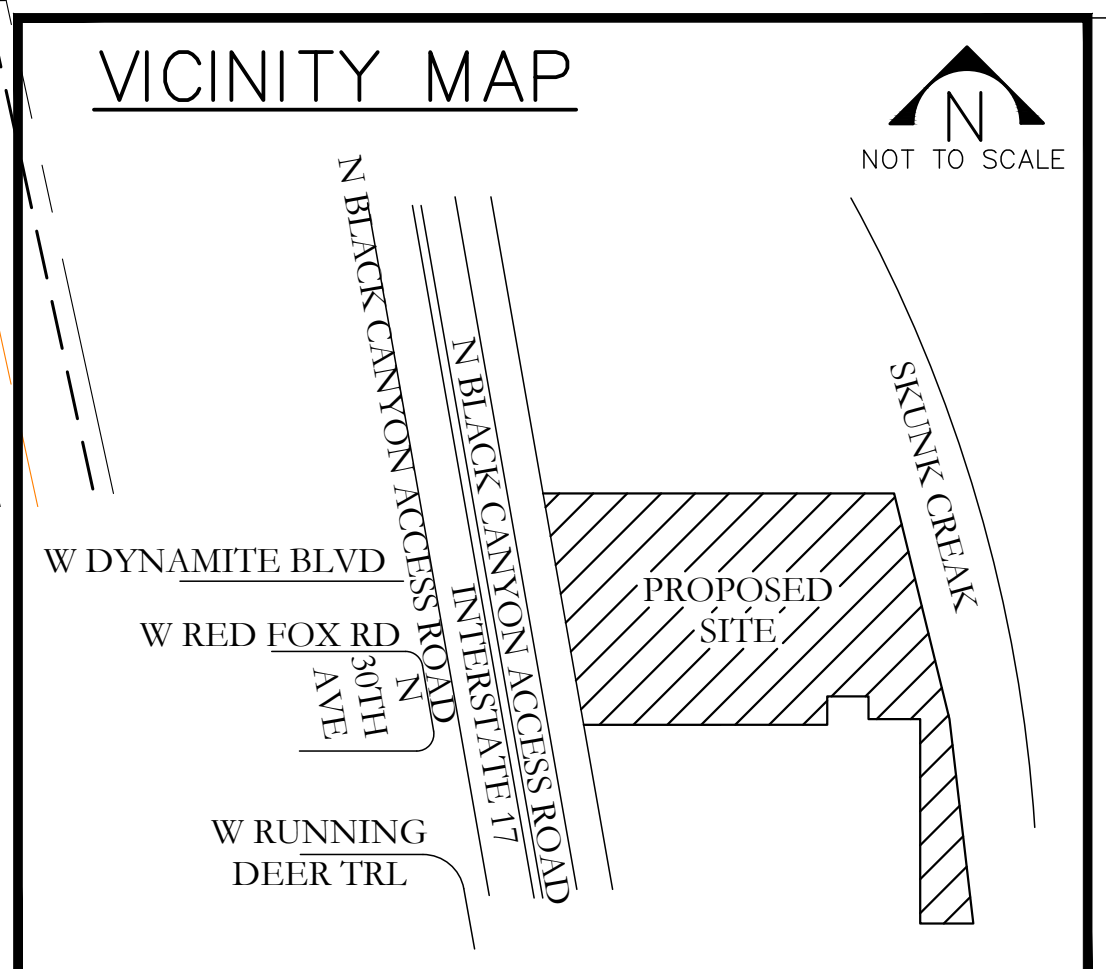 VICINITY MAP
N
NOT TO SCALE
N BLACK CANYON ACCESS ROAD
N BLACK CANYON ACCESS ROAD
INTERSTATE 17
SKUNK CREAK
W DYNAMITE BLVD
PROPOSED
SITE
W RED FOX RD
N
30TH
AVE
W RUNNING
DEER TRL